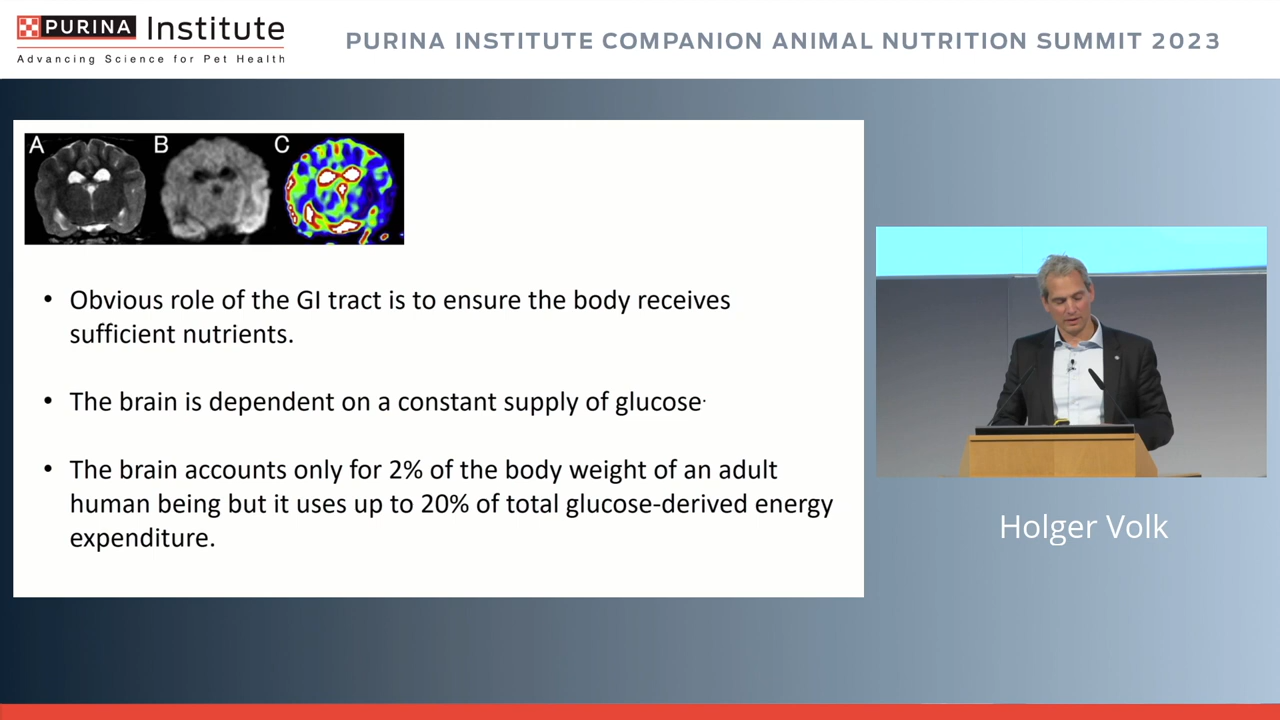 PURINA Institute
Advancing Science for Pet Health
PURINA INSTITUTE COMPANION ANIMAL NUTRITION SUMMIT 2023
A B C
• Obvious role of the GI tract is to ensure the body receives
sufficient nutrients.
• The brain is dependent on a constant supply of glucose.
• The brain accounts only for 2% of the body weight of an adult
human being but it uses up to 20% of total glucose-derived energy
expenditure.
Holger Volk